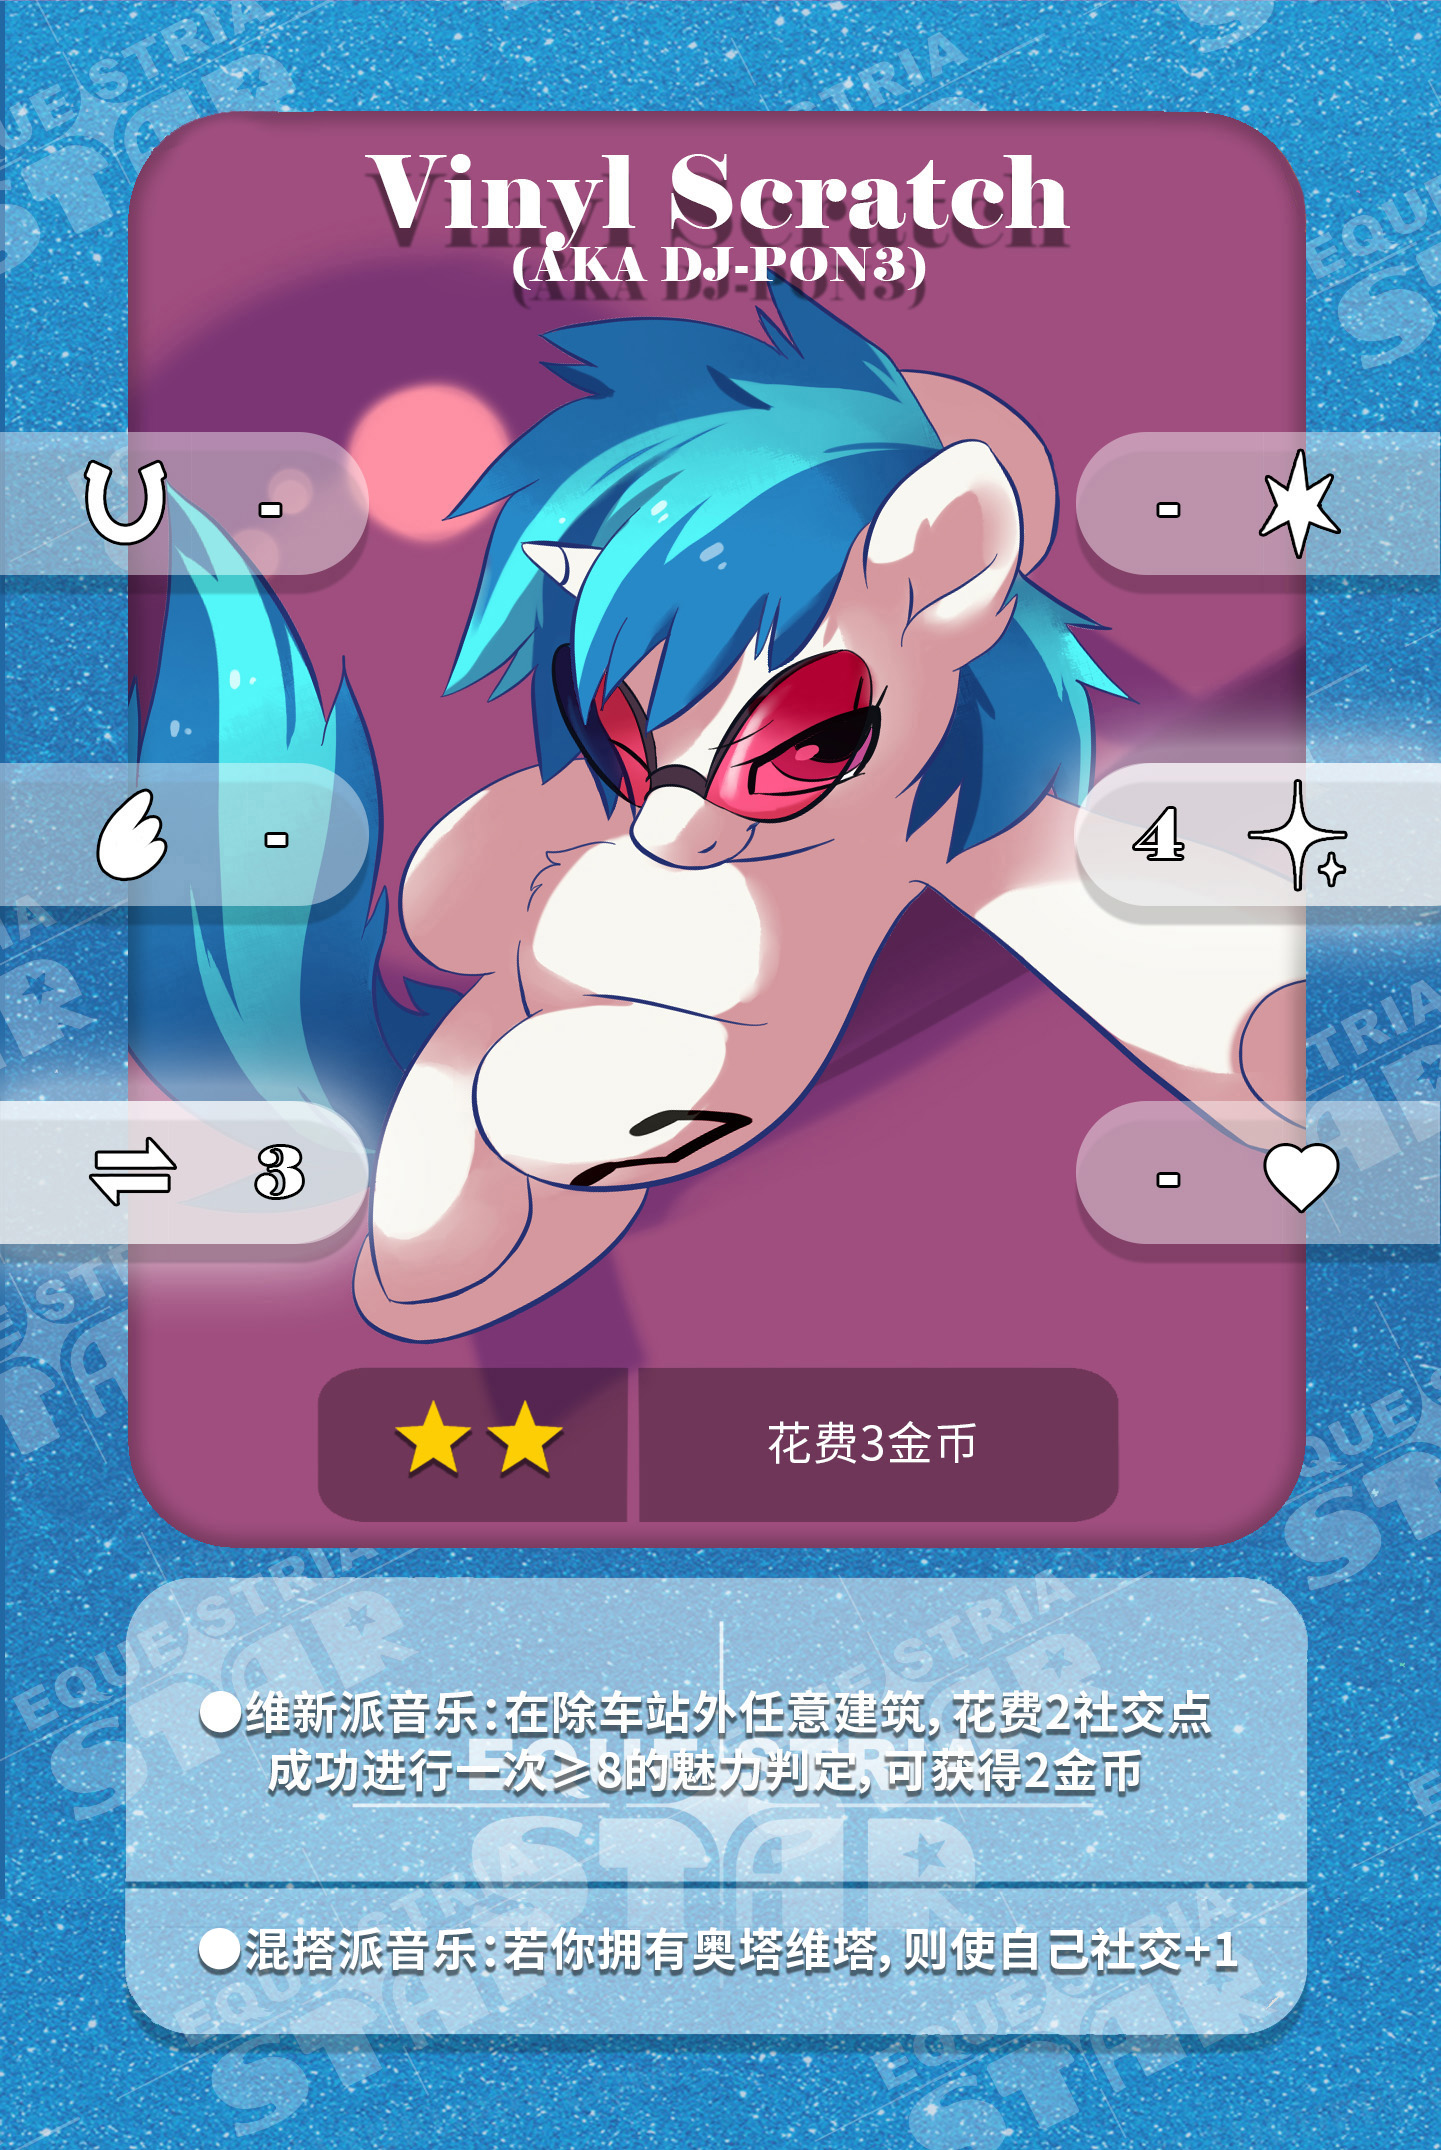 Vinyl Scratch
(AKA DJ-PON3)
-
-
-
4
3
-
花费3金币
●维新派音乐:在除车站外任意建筑,花费2社交点
成功进行一次≥8的魅力判定,可获得2金币
EQUESTRIA
STAR
●混搭派音乐:若你拥有奥塔维塔,则使自己社交+1